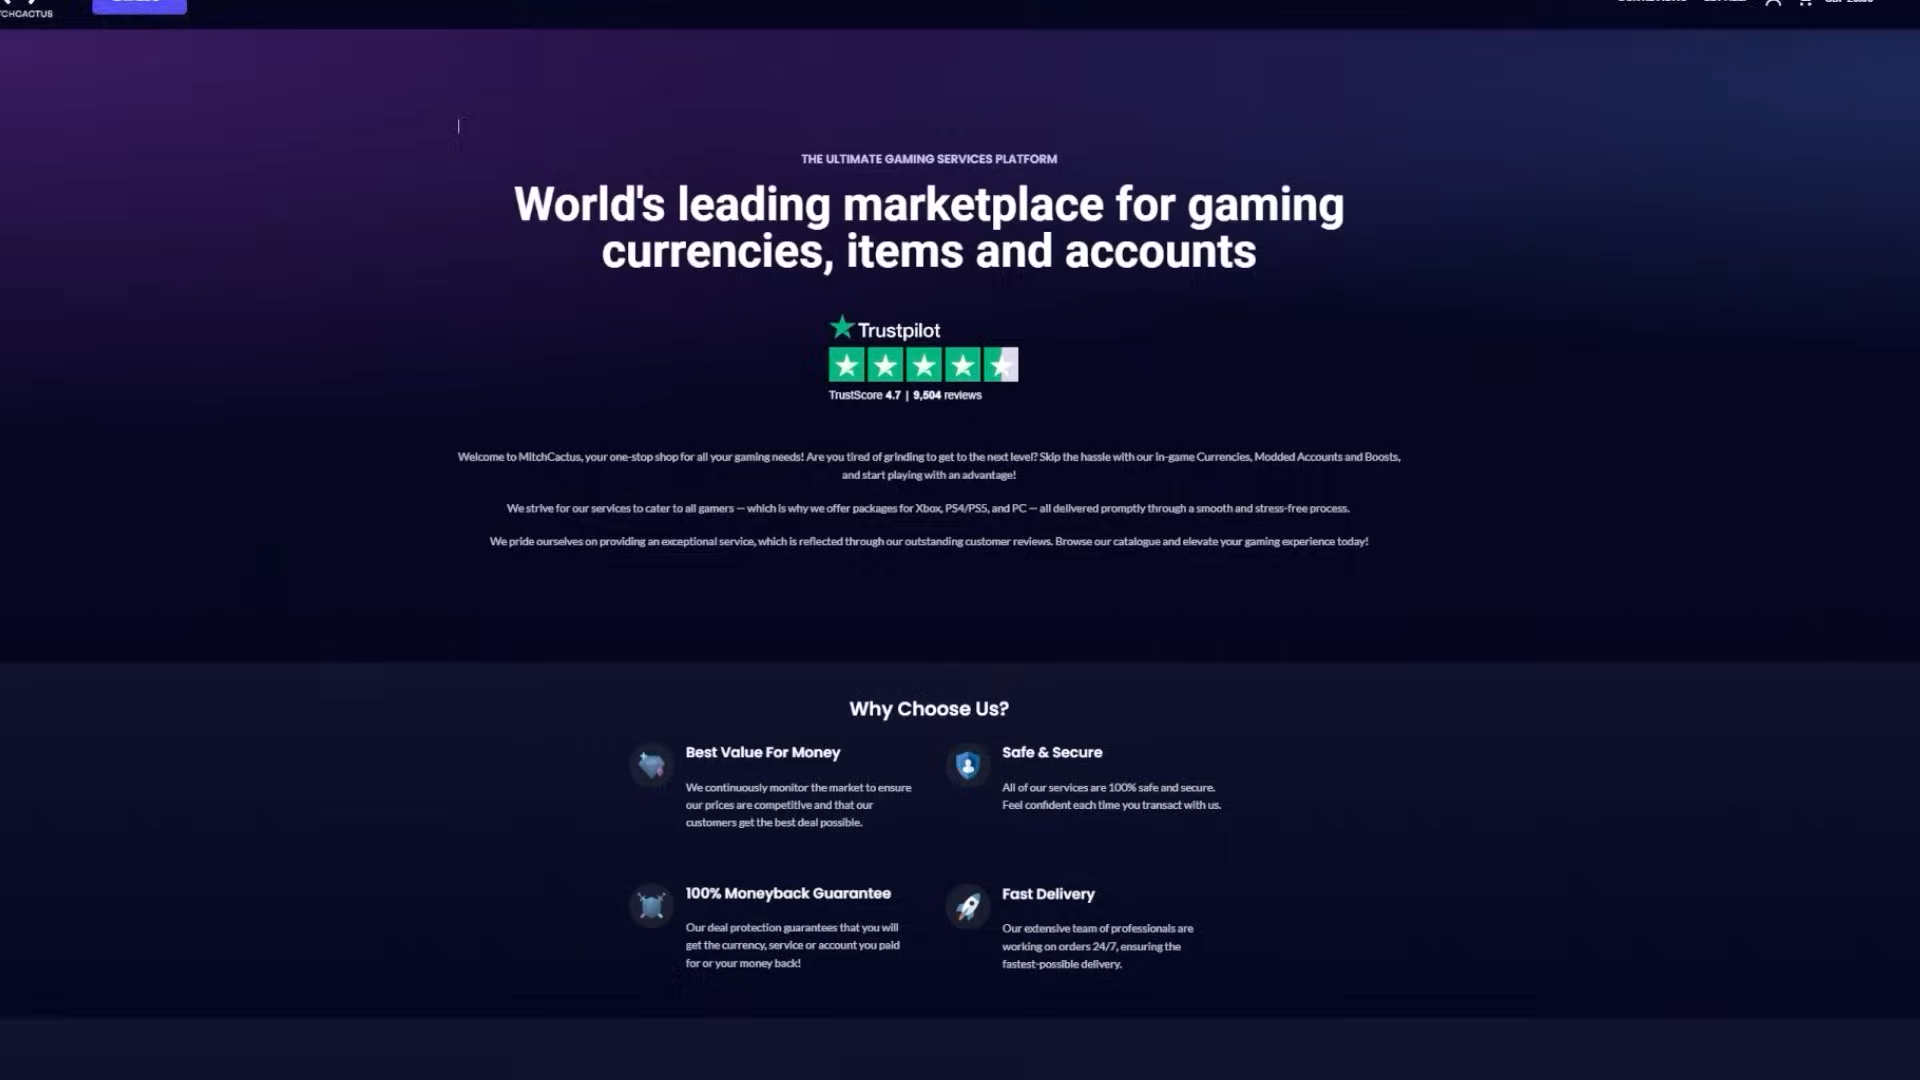 TCHCACTUS
THE ULTIMATE GAMING SERVICES PLATFORM
World's leading marketplace for gaming
currencies, items and accounts
Trustpilot
TrustScore 4.7 | 9,504 reviews
Welcome to MitchCactus, your one-stop shop for all your gaming needs! Are you tired of grinding to get to the next level? Skip the hassle with our in-game Currencies, Modded Accounts and Boosts,
and start playing with an advantage!
We strive for our services to cater to all gamers — which is why we offer packages for Xbox, PS4/PS5, and PC — all delivered promptly through a smooth and stress-free process.
We pride ourselves on providing an exceptional service, which is reflected through our outstanding customer reviews. Browse our catalogue and elevate your gaming experience today!
Why Choose Us?
Best Value For Money
We continuously monitor the market to ensure
our prices are competitive and that our
customers get the best deal possible.
Safe & Secure
All of our services are 100% safe and secure.
Feel confident each time you transact with us.
100% Moneyback Guarantee
Our deal protection guarantees that you will
get the currency, service or account you paid
for or your money back!
Fast Delivery
Our extensive team of professionals are
working on orders 24/7, ensuring the
fastest-possible delivery.